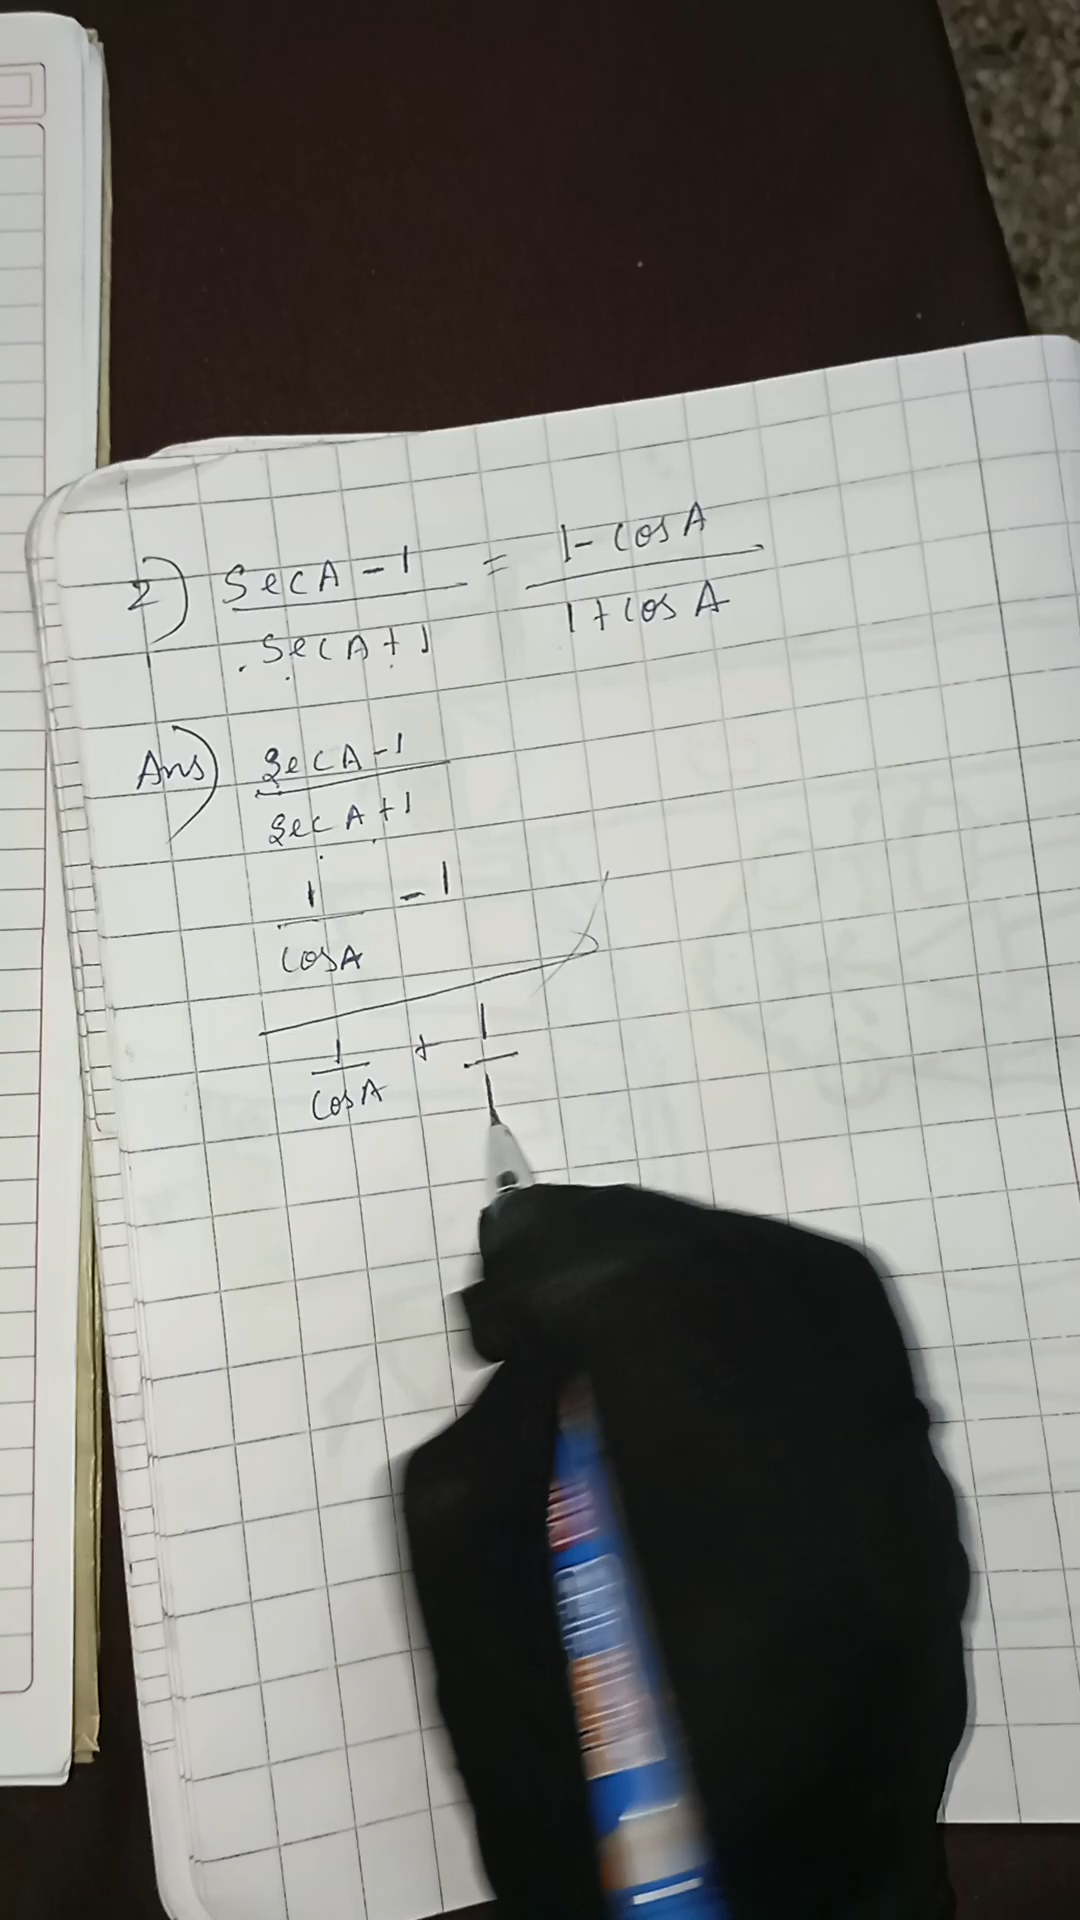 2) SecA - 1 = 1 - cosA
SecA + 1 1 + cosA
Ans) SecA - 1
SecA + 1
1 - 1
cosA
1 + 1
cosA 1